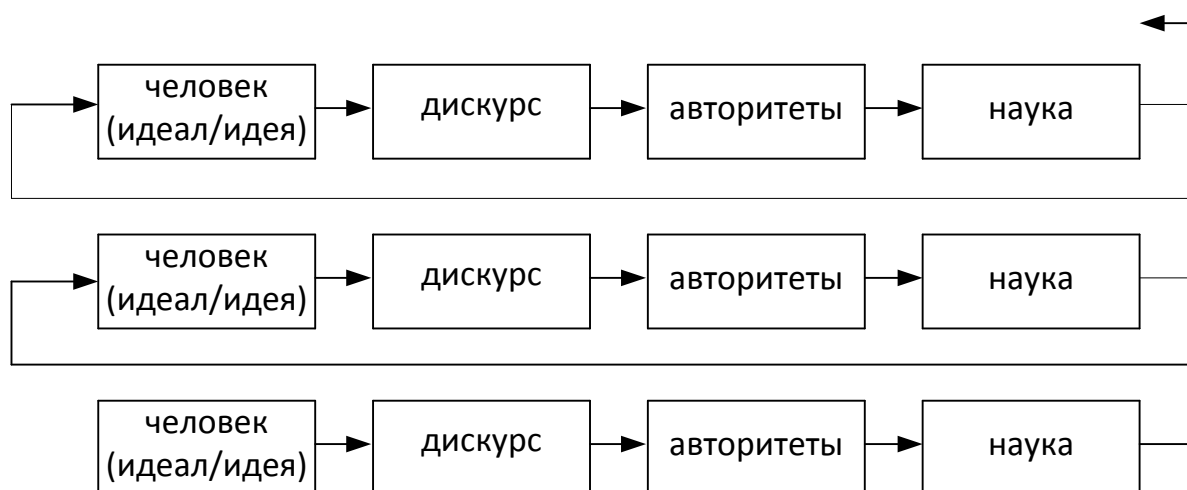 человек
(идеал/идея)
дискурс
авторитеты
наука
человек
(идеал/идея)
дискурс
авторитеты
наука
человек
(идеал/идея)
дискурс
авторитеты
наука